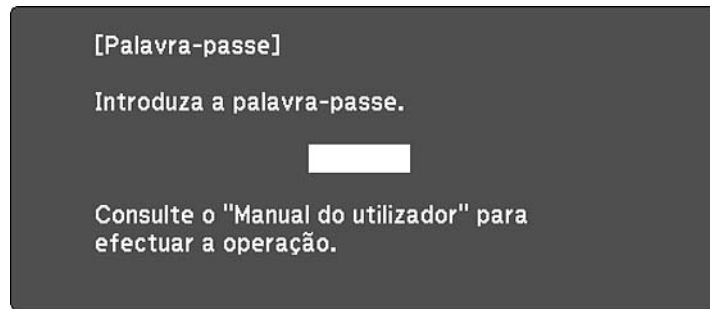 [Palavra-passe]
Introduza a palavra-passe.
Consulte o "Manual do utilizador" para
efectuar a operação.